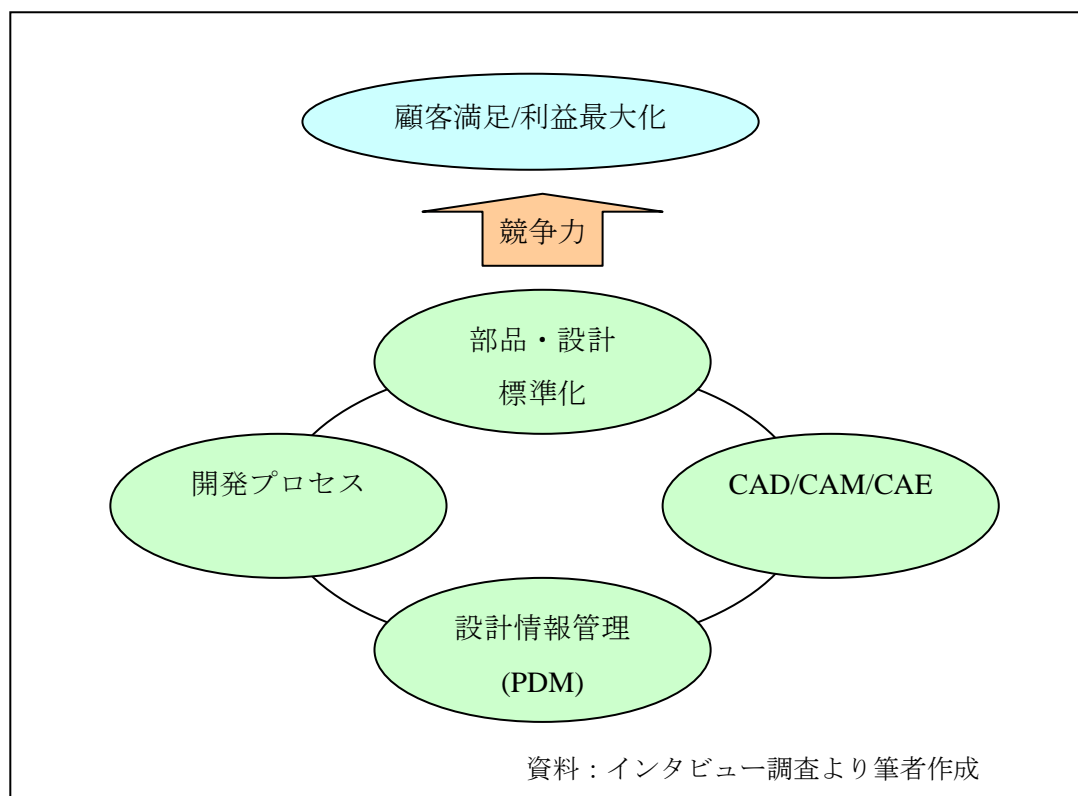 顧客満足/利益最大化
競争力
部品・設計
標準化
開発プロセス
CAD/CAM/CAE
設計情報管理
(PDM)
資料：インタビュー調査より筆者作成